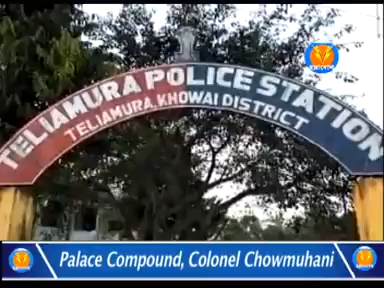 TELIAMURA POLICE STATION
TELIAMURA, KHOWAI DISTRICT
Palace Compound, Colonel Chowmuhani